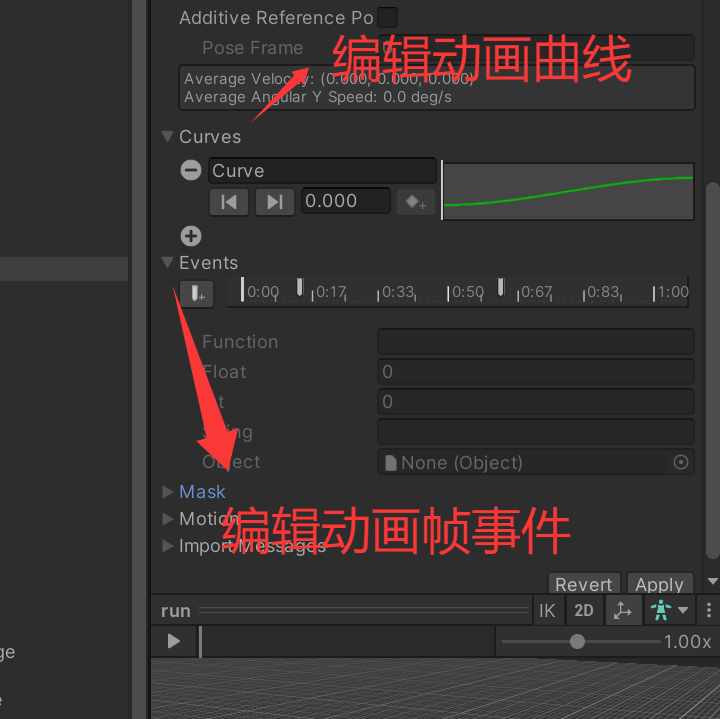 Additive Reference Po
Pose Frame
编辑动画曲线
Average Velocity: (0.000, 0.000, 0.000)
Average Angular Y Speed: 0.0 deg/s
Curves
Curve
0.000
Events
0:00 0:17 0:33 0:50 0:67 0:83 1:00
Function
Float 0
0
Object None (Object)
Mask
Motion
编辑动画帧事件
Import Messages
Revert Apply
run IK 2D
ge
1.00x
e